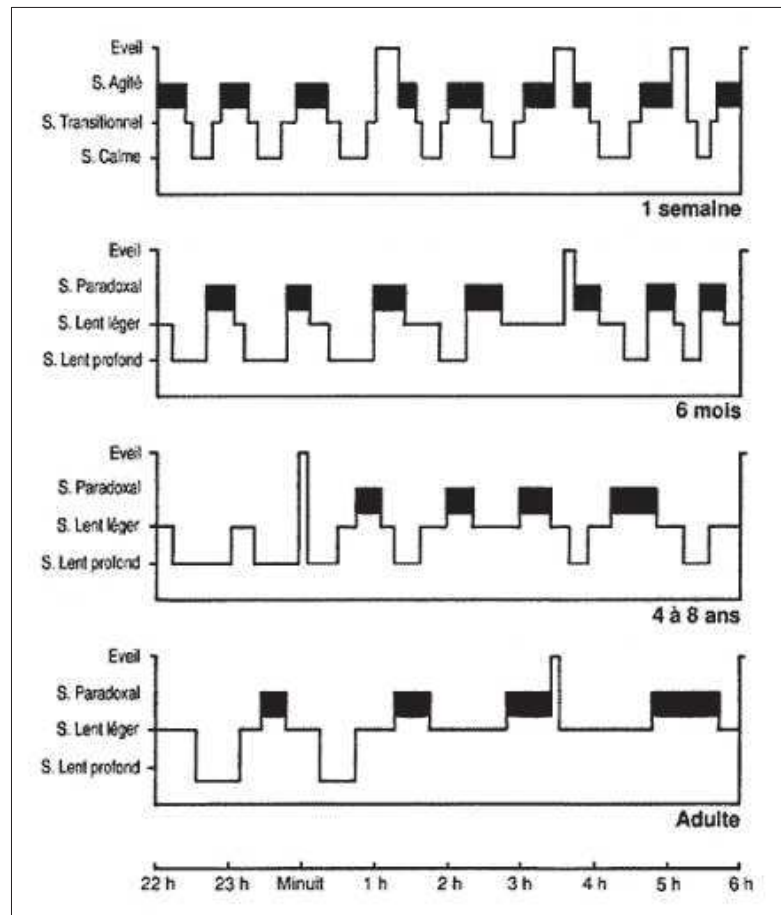 Eveil
S. Agité
S. Transitionnel
S. Calme
1 semaine
Eveil
S. Paradoxal
S. Lent léger
S. Lent profond
6 mois
Eveil
S. Paradoxal
S. Lent léger
S. Lent profond
4 à 8 ans
Eveil
S. Paradoxal
S. Lent léger
S. Lent profond
Adulte
22 h 23 h Minuit 1 h 2 h 3 h 4 h 5 h 6 h